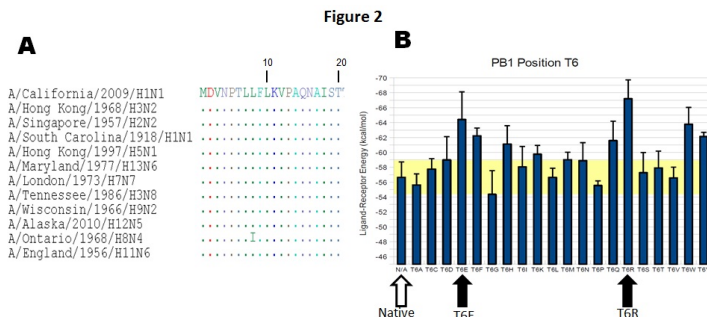 Figure 2
A
10 20
A/California/2009/H1N1 MDVNPTLLFLKVPAQNAISTT
A/Hong Kong/1968/H3N2
A/Singapore/1957/H2N2
A/South Carolina/1918/H1N1
A/Hong Kong/1997/H5N1
A/Maryland/1977/H13N6
A/London/1973/H7N7
A/Tennessee/1986/H3N8
A/Wisconsin/1966/H9N2
A/Alaska/2010/H12N5
A/Ontario/1968/H8N4 I
A/England/1956/H11N6
B
PB1 Position T6
Ligand-Receptor Energy (kcal/mol)
-70
-68
-66
-64
-62
-60
-58
-56
-54
-52
-50
-48
-46
N/A T6A T6C T6D T6E T6F T6G T6H T6I T6K T6L T6M T6N T6P T6Q T6R T6S T6T T6V T6W T6Y
Native T6E T6R